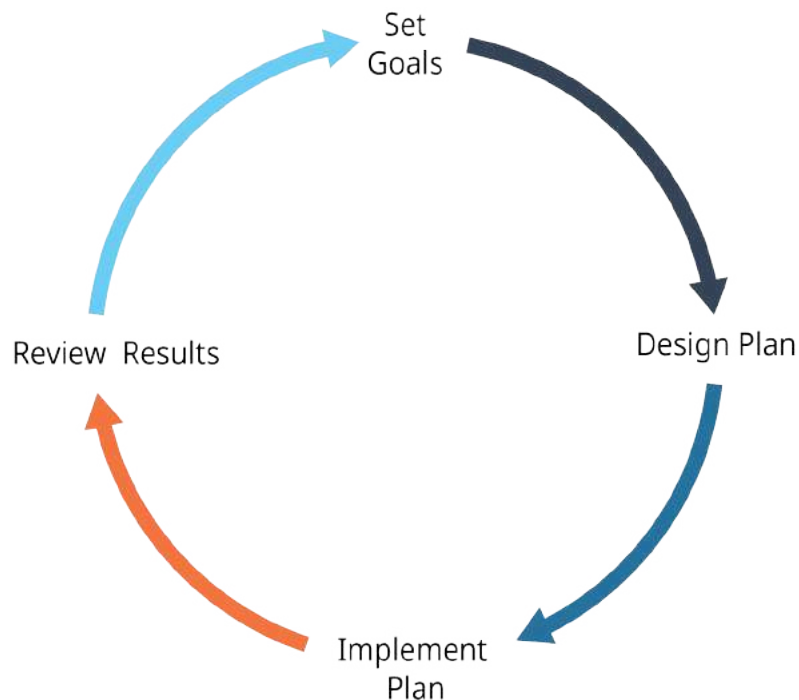 Set
Goals
Design Plan
Implement
Plan
Review Results